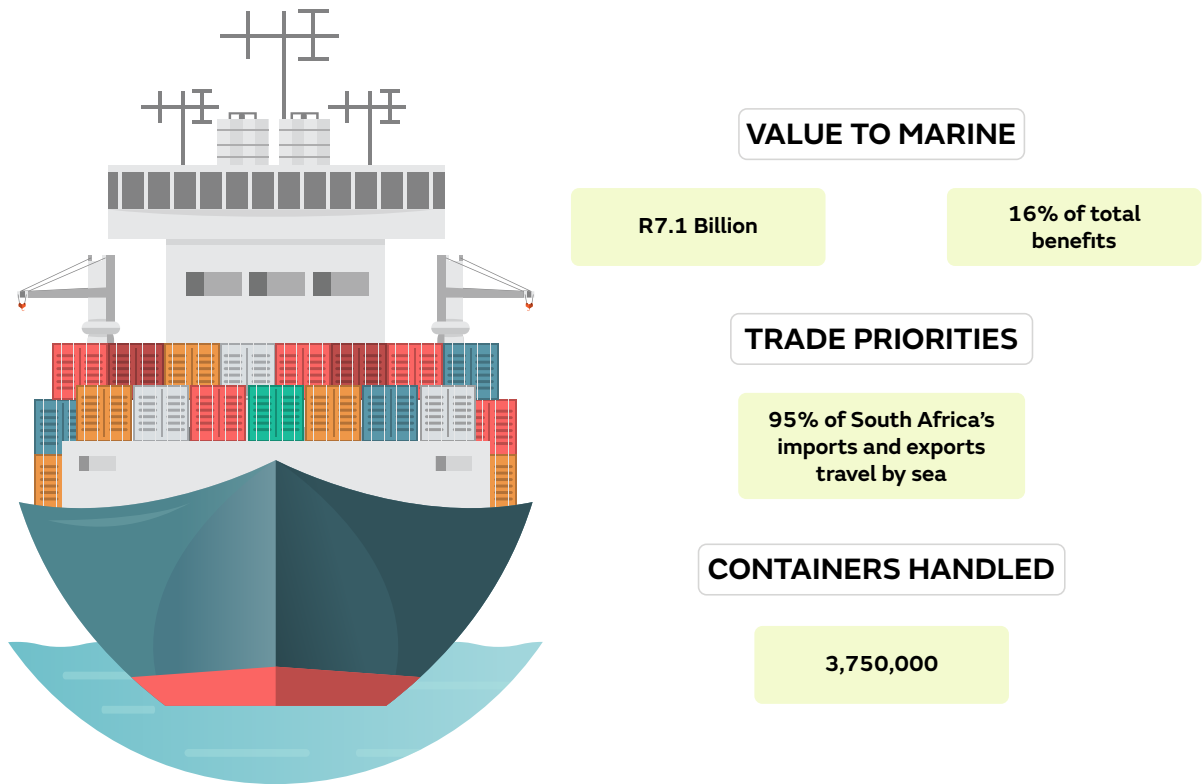 VALUE TO MARINE
R7.1 Billion
16% of total
benefits
TRADE PRIORITIES
95% of South Africa’s
imports and exports
travel by sea
CONTAINERS HANDLED
3,750,000